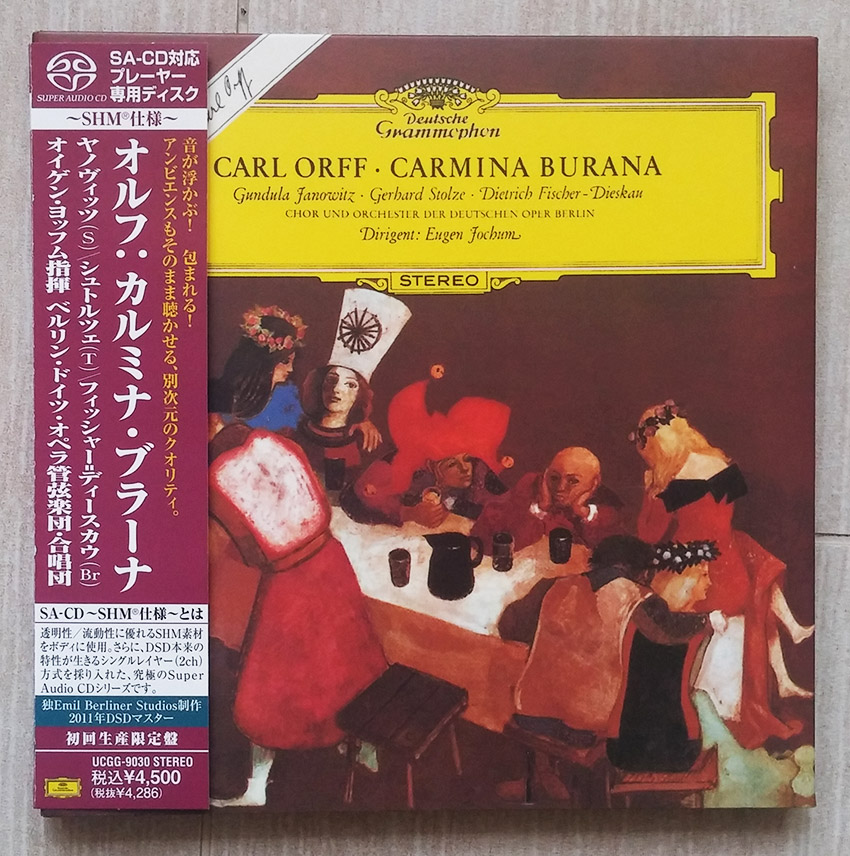 SUPER AUDIO CD
SA-CD対応
プレーヤー
専用ディスク
～SHM®仕様～
音が浮かぶ！　包まれる！
アンビエンスもそのまま聴かせる、別次元のクオリティ。
オルフ：カルミナ・ブラーナ
ヤノヴィッツ(S)/シュトルツェ(T)/フィッシャー=ディースカウ(Br)
オイゲン・ヨッフム指揮 ベルリン・ドイツ・オペラ管弦楽団・合唱団
SA-CD～SHM®仕様～とは
透明性／流動性に優れるSHM素材
をボディに使用。さらに、DSD本来の
特性が生きるシングルレイヤー(2ch)
方式を採り入れた、究極のSuper
Audio CDシリーズです。
独Emil Berliner Studios制作
2011年DSDマスター
初回生産限定盤
UCGG-9030 STEREO
税込¥4,500
(税抜¥4,286)
Orff
Deutsche
Grammophon
CARL ORFF · CARMINA BURANA
Gundula Janowitz · Gerhard Stolze · Dietrich Fischer-Dieskau
CHOR UND ORCHESTER DER DEUTSCHEN OPER BERLIN
Dirigent: Eugen Jochum
STEREO